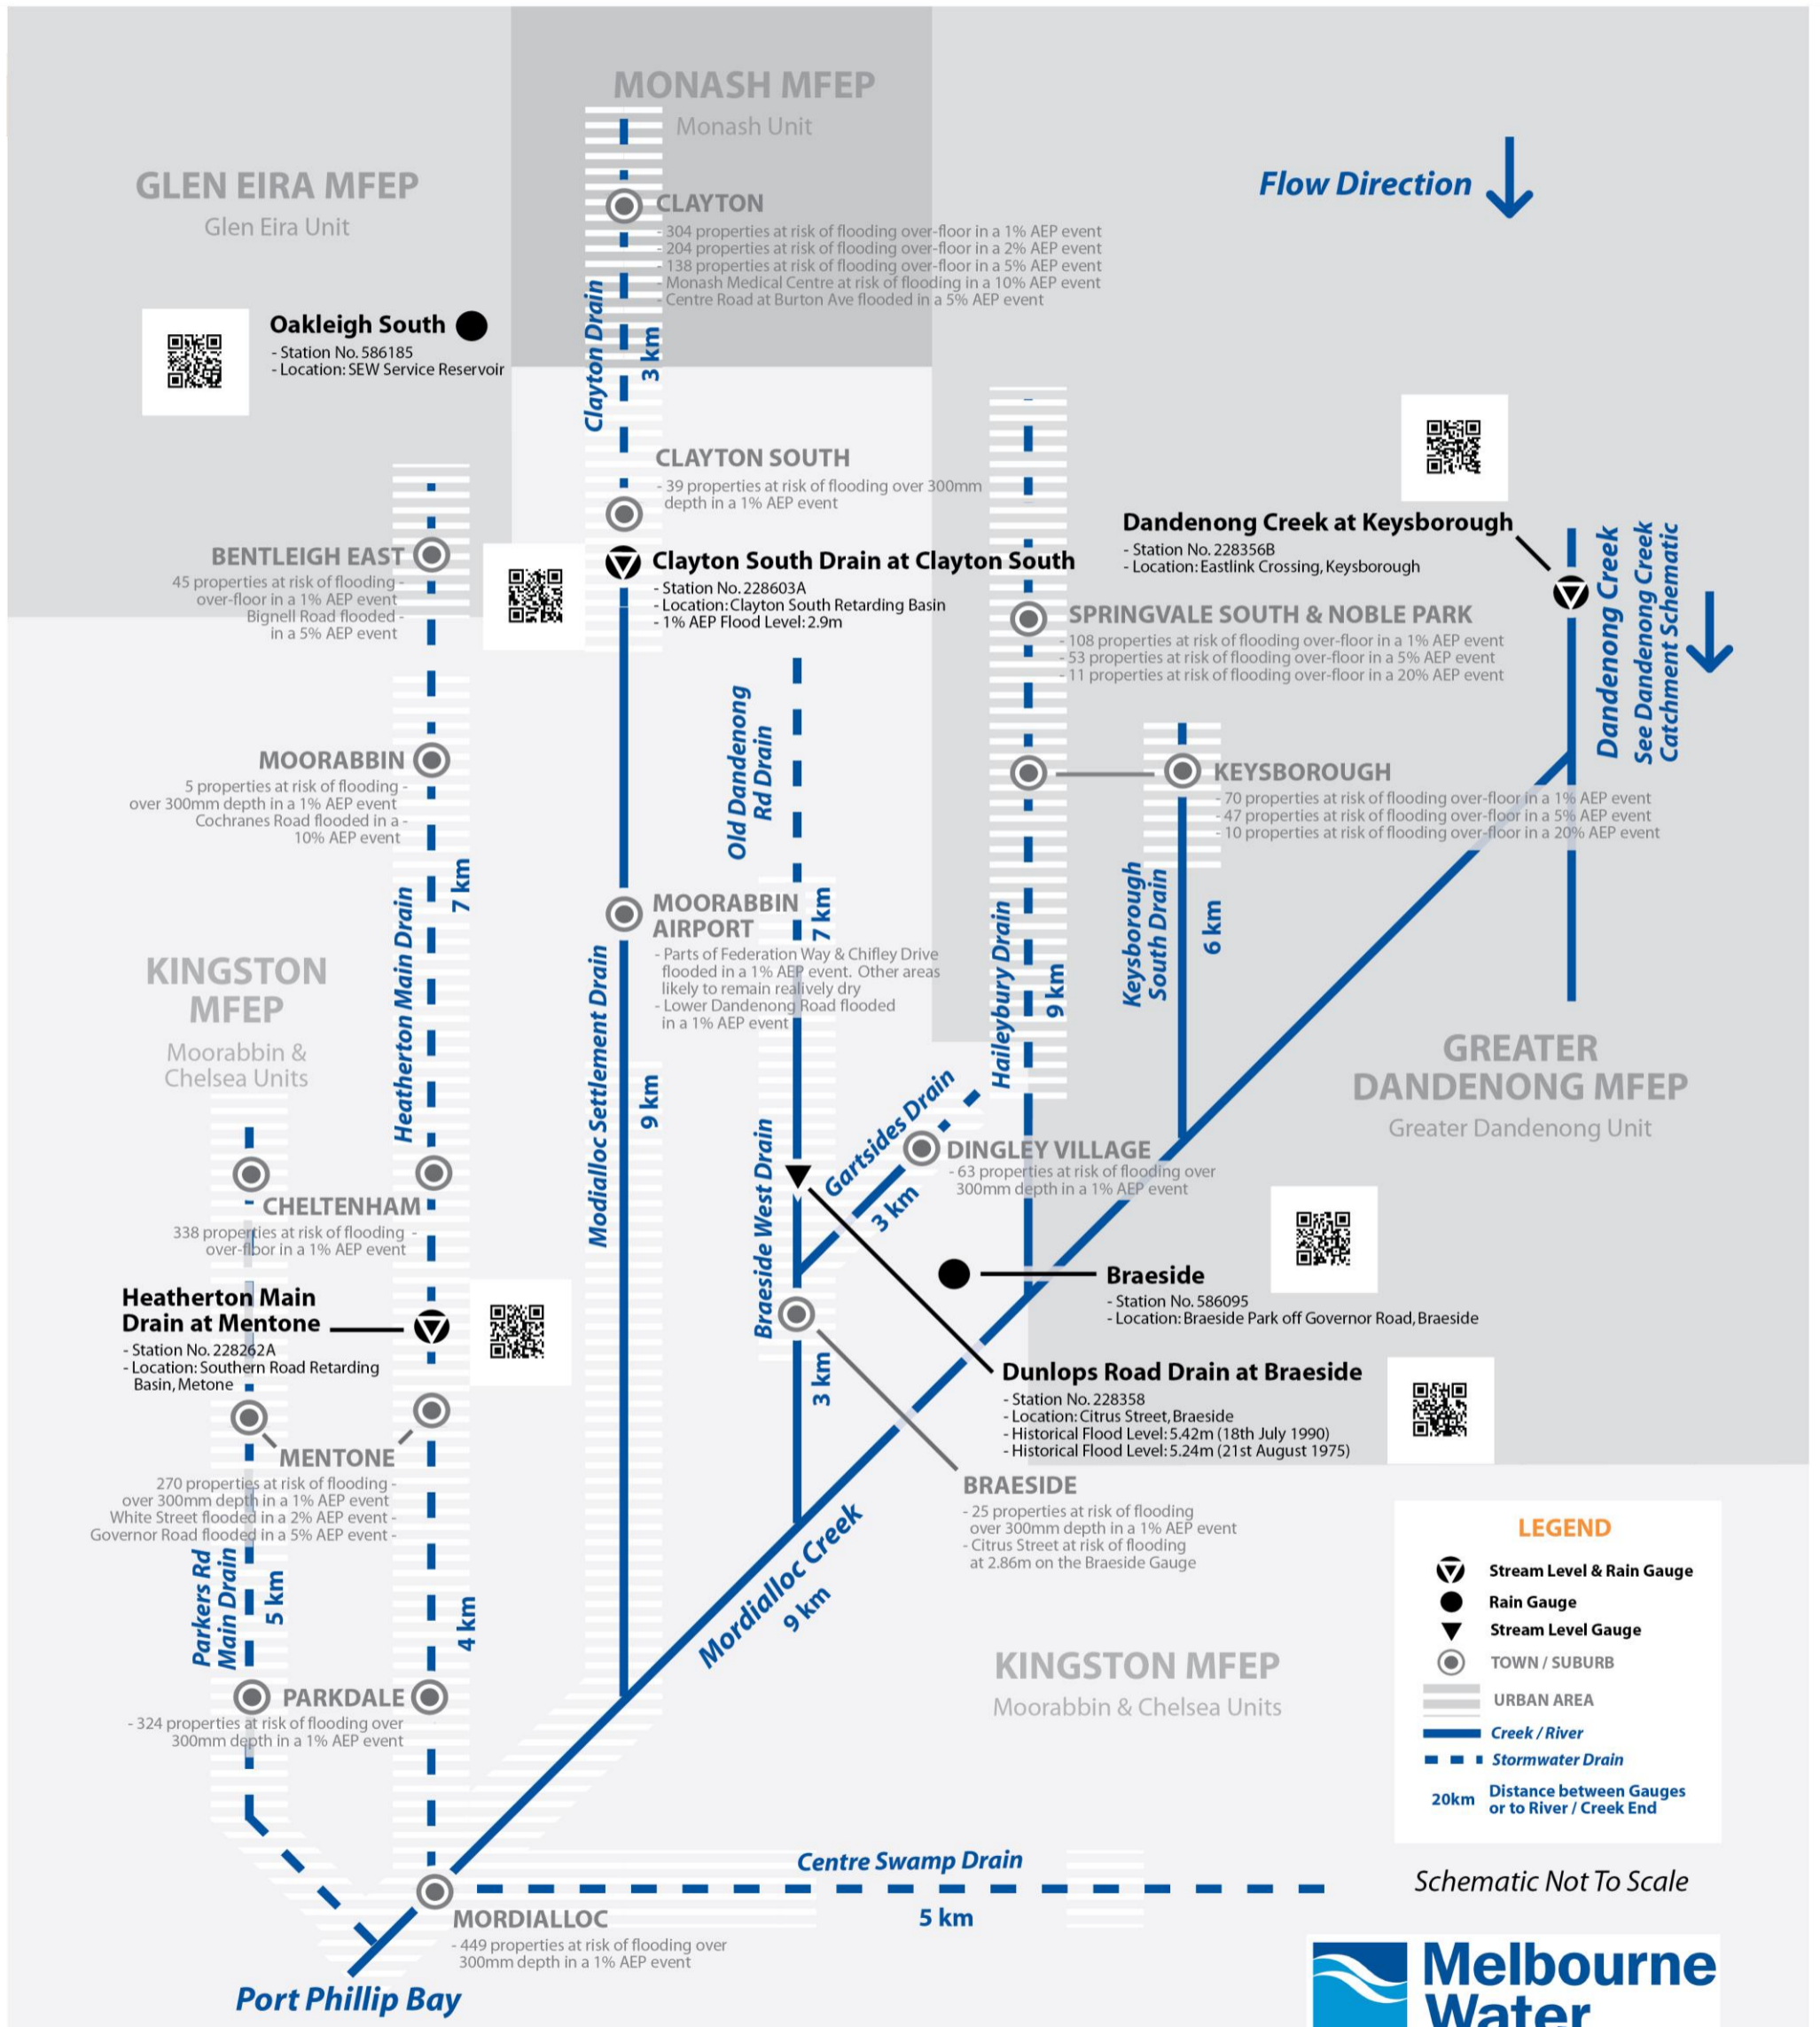 MONASH MFEP
Monash Unit
GLEN EIRA MFEP
Glen Eira Unit
Flow Direction
CLAYTON
- 304 properties at risk of flooding over-floor in a 1% AEP event
- 204 properties at risk of flooding over-floor in a 2% AEP event
- 138 properties at risk of flooding over-floor in a 5% AEP event
- Monash Medical Centre at risk of flooding in a 10% AEP event
- Centre Road at Burton Ave flooded in a 5% AEP event
Clayton Drain
3 km
Oakleigh South
- Station No. 586185
- Location: SEW Service Reservoir
CLAYTON SOUTH
- 39 properties at risk of flooding over 300mm
depth in a 1% AEP event
Clayton South Drain at Clayton South
- Station No. 228603A
- Location: Clayton South Retarding Basin
- 1% AEP Flood Level: 2.9m
BENTLEIGH EAST
45 properties at risk of flooding -
over-floor in a 1% AEP event
Bignell Road flooded -
in a 5% AEP event
Dandenong Creek at Keysborough
- Station No. 228356B
- Location: Eastlink Crossing, Keysborough
Dandenong Creek
See Dandenong Creek
Catchment Schematic
SPRINGVALE SOUTH & NOBLE PARK
- 108 properties at risk of flooding over-floor in a 1% AEP event
- 53 properties at risk of flooding over-floor in a 5% AEP event
- 11 properties at risk of flooding over-floor in a 20% AEP event
MOORABBIN
5 properties at risk of flooding -
over 300mm depth in a 1% AEP event
Cochranes Road flooded in a -
10% AEP event
Old Dandenong
Rd Drain
7 km
KEYSBOROUGH
- 70 properties at risk of flooding over-floor in a 1% AEP event
- 47 properties at risk of flooding over-floor in a 5% AEP event
- 10 properties at risk of flooding over-floor in a 20% AEP event
Heatherton Main Drain
7 km
MOORABBIN
AIRPORT
- Parts of Federation Way & Chifley Drive
flooded in a 1% AEP event. Other areas
likely to remain realively dry
- Lower Dandenong Road flooded
in a 1% AEP event
Modialloc Settlement Drain
9 km
Haileybury Drain
9 km
Keysborough
South Drain
6 km
KINGSTON
MFEP
Moorabbin &
Chelsea Units
GREATER
DANDENONG MFEP
Greater Dandenong Unit
Gartsides Drain
3 km
DINGLEY VILLAGE
- 63 properties at risk of flooding over
300mm depth in a 1% AEP event
Braeside West Drain
3 km
CHELTENHAM
338 properties at risk of flooding -
over-floor in a 1% AEP event
Heatherton Main
Drain at Mentone
- Station No. 228262A
- Location: Southern Road Retarding
Basin, Metone
Braeside
- Station No. 586095
- Location: Braeside Park off Governor Road, Braeside
Dunlops Road Drain at Braeside
- Station No. 228358
- Location: Citrus Street, Braeside
- Historical Flood Level: 5.42m (18th July 1990)
- Historical Flood Level: 5.24m (21st August 1975)
MENTONE
270 properties at risk of flooding -
over 300mm depth in a 1% AEP event
White Street flooded in a 2% AEP event -
Governor Road flooded in a 5% AEP event -
BRAESIDE
- 25 properties at risk of flooding
over 300mm depth in a 1% AEP event
- Citrus Street at risk of flooding
at 2.86m on the Braeside Gauge
Parkers Rd
Main Drain
5 km
4 km
Mordialloc Creek
9 km
PARKDALE
- 324 properties at risk of flooding over
300mm depth in a 1% AEP event
KINGSTON MFEP
Moorabbin & Chelsea Units
LEGEND
Stream Level & Rain Gauge
Rain Gauge
Stream Level Gauge
TOWN / SUBURB
URBAN AREA
Creek / River
Stormwater Drain
20km
Distance between Gauges
or to River / Creek End
Schematic Not To Scale
Centre Swamp Drain
5 km
MORDIALLOC
- 449 properties at risk of flooding over
300mm depth in a 1% AEP event
Port Phillip Bay
Melbourne
Water